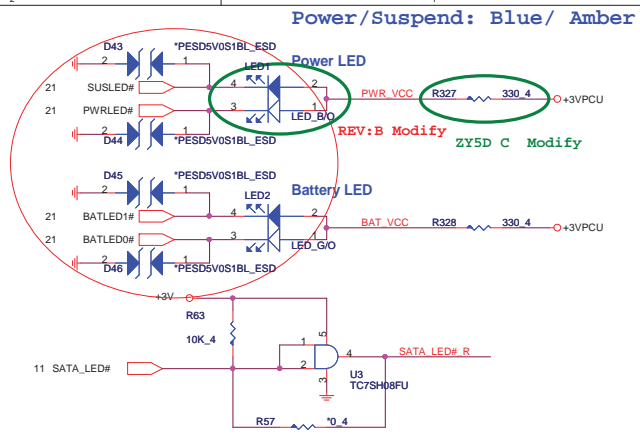 2
Power/Suspend: Blue/ Amber
D43 *PESD5V0S1BL_ESD
2 1 LED1 Power LED
21 SUSLED# 4 2
PWR_VCC R327 330_4 +3VPCU
21 PWRLED# 3 1
LED_B/O
REV:B Modify
ZY5D C Modify
2 1
D44 *PESD5V0S1BL_ESD
D45 *PESD5V0S1BL_ESD
2 1 LED2 Battery LED
21 BATLED1# 4 2
BAT_VCC R328 330_4 +3VPCU
21 BATLED0# 3 1
LED_G/O
2 1
D46 *PESD5V0S1BL_ESD
+3V
R63
10K_4
5
1
4 SATA_LED#_R
11 SATA_LED# 2
3
U3
TC7SH08FU
R57 *0_4